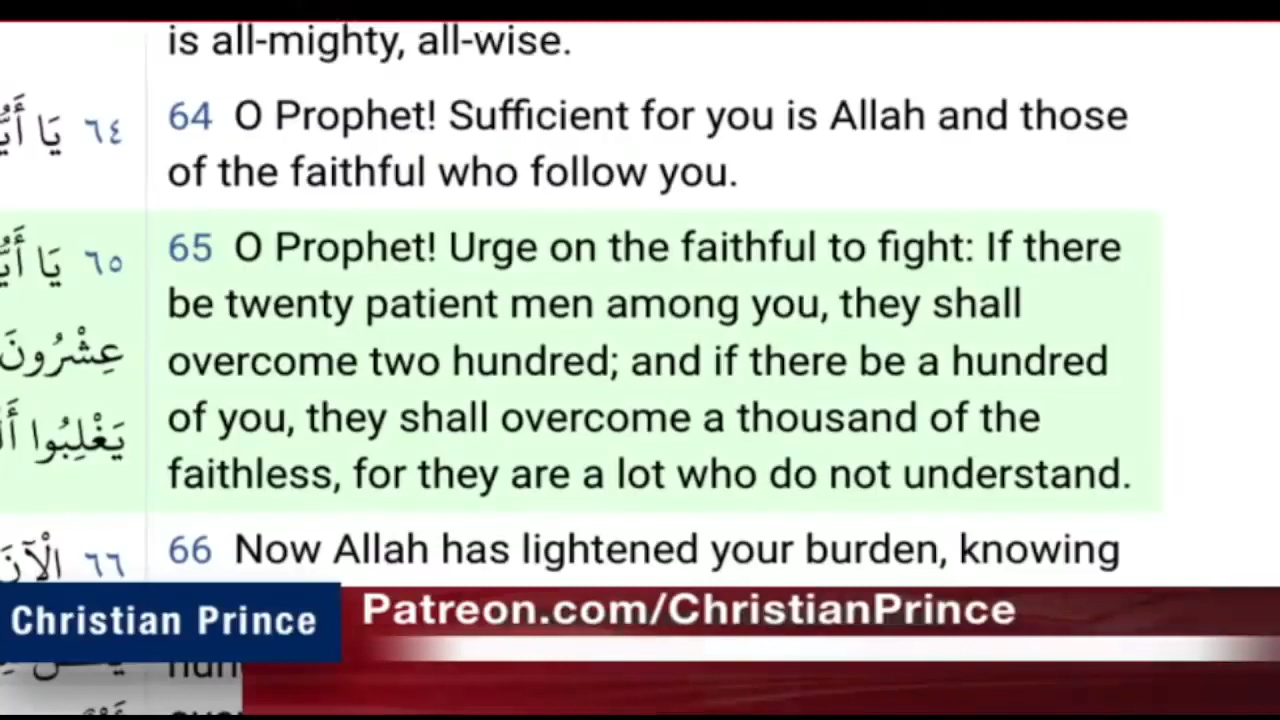 is all-mighty, all-wise.
٦٤ يَا
64 O Prophet! Sufficient for you is Allah and those
of the faithful who follow you.
٦٥ يَا
65 O Prophet! Urge on the faithful to fight: If there
be twenty patient men among you, they shall
عِشْرُونَ
overcome two hundred; and if there be a hundred
of you, they shall overcome a thousand of the
يَغْلِبُوا
faithless, for they are a lot who do not understand.
٦٦ الْآنَ
66 Now Allah has lightened your burden, knowing
Christian Prince
Patreon.com/ChristianPrince